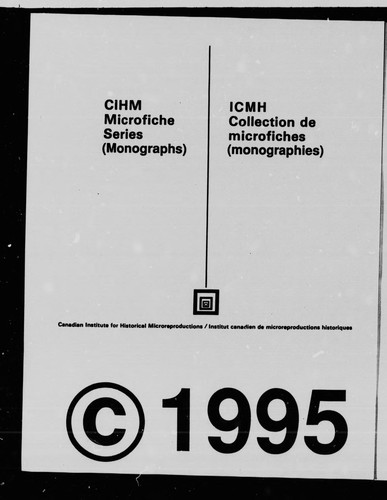 CIHM
Microfiche
Series
(Monographs)
ICMH
Collection de
microfiches
(monographies)
Canadian Institute for Historical Microreproductions / Institut canadien de microreproductions historiques
© 1995